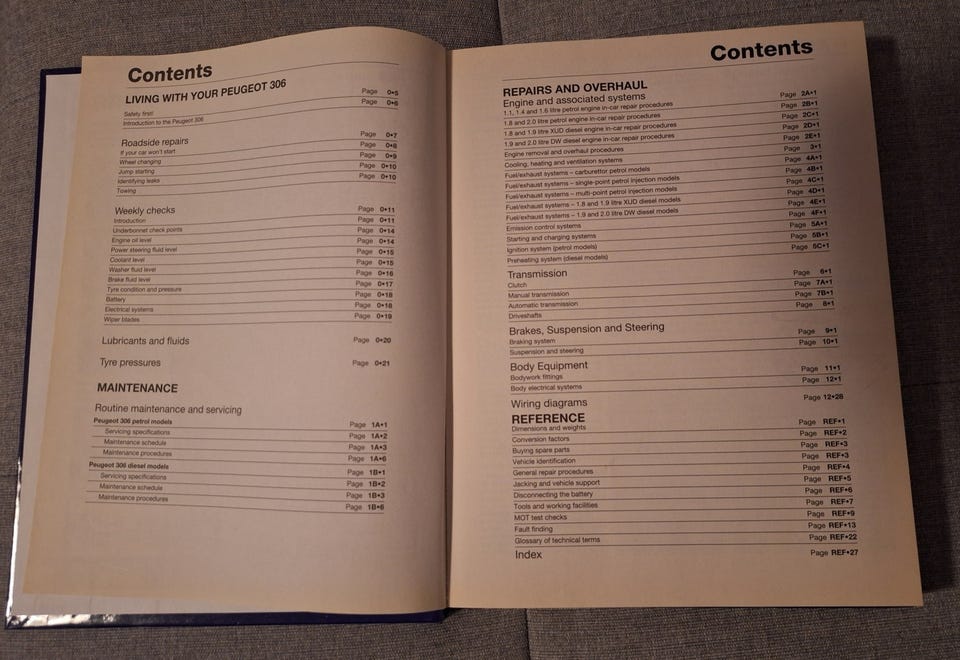 Contents
LIVING WITH YOUR PEUGEOT 306
Safety first! Page 0•5
Introduction to the Peugeot 306 Page 0•6
Roadside repairs
If your car won't start Page 0•7
Wheel changing Page 0•8
Jump starting Page 0•9
Identifying leaks Page 0•10
Towing Page 0•10
Weekly checks
Introduction Page 0•11
Underbonnet check points Page 0•11
Engine oil level Page 0•14
Power steering fluid level Page 0•14
Coolant level Page 0•15
Washer fluid level Page 0•15
Brake fluid level Page 0•16
Tyre condition and pressure Page 0•17
Battery Page 0•18
Electrical systems Page 0•18
Wiper blades Page 0•19
Lubricants and fluids Page 0•20
Tyre pressures Page 0•21
MAINTENANCE
Routine maintenance and servicing
Peugeot 306 petrol models Page 1A•1
Servicing specifications Page 1A•2
Maintenance schedule Page 1A•3
Maintenance procedures Page 1A•6
Peugeot 306 diesel models Page 1B•1
Servicing specifications Page 1B•2
Maintenance schedule Page 1B•3
Maintenance procedures Page 1B•6
Contents
REPAIRS AND OVERHAUL
Engine and associated systems
1.1, 1.4 and 1.6 litre petrol engine in-car repair procedures Page 2A•1
1.8 and 2.0 litre petrol engine in-car repair procedures Page 2B•1
1.8 and 1.9 litre XUD diesel engine in-car repair procedures Page 2C•1
1.9 and 2.0 litre DW diesel engine in-car repair procedures Page 2D•1
Engine removal and overhaul procedures Page 2E•1
Cooling, heating and ventilation systems Page 3•1
Fuel/exhaust systems – carburettor petrol models Page 4A•1
Fuel/exhaust systems – single-point petrol injection models Page 4B•1
Fuel/exhaust systems – multi-point petrol injection models Page 4C•1
Fuel/exhaust systems – 1.8 and 1.9 litre XUD diesel models Page 4D•1
Fuel/exhaust systems – 1.9 and 2.0 litre DW diesel models Page 4E•1
Emission control systems Page 4F•1
Starting and charging systems Page 5A•1
Ignition system (petrol models) Page 5B•1
Preheating system (diesel models) Page 5C•1
Transmission
Clutch Page 6•1
Manual transmission Page 7A•1
Automatic transmission Page 7B•1
Driveshafts Page 8•1
Brakes, Suspension and Steering
Braking system Page 9•1
Suspension and steering Page 10•1
Body Equipment
Bodywork fittings Page 11•1
Body electrical systems Page 12•1
Wiring diagrams Page 12•28
REFERENCE
Dimensions and weights Page REF•1
Conversion factors Page REF•2
Buying spare parts Page REF•3
Vehicle identification Page REF•3
General repair procedures Page REF•4
Jacking and vehicle support Page REF•5
Disconnecting the battery Page REF•6
Tools and working facilities Page REF•7
MOT test checks Page REF•9
Fault finding Page REF•13
Glossary of technical terms Page REF•22
Index Page REF•27